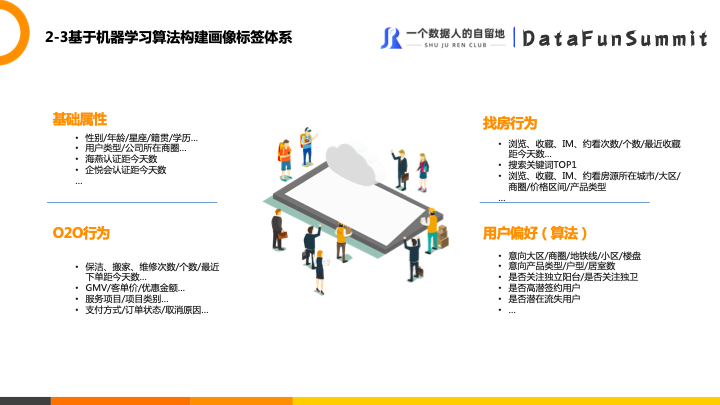 2-3基于机器学习算法构建画像标签体系
一个数据人的自留地
SHU JU REN CLUB
DataFunSummit
基础属性
• 性别/年龄/星座/籍贯/学历...
• 用户类型/公司所在商圈...
• 海燕认证距今天数
• 企悦会认证距今天数
...
O2O行为
• 保洁、搬家、维修次数/个数/最近
下单距今天数...
• GMV/客单价/优惠金额...
• 服务项目/项目类别...
• 支付方式/订单状态/取消原因...
找房行为
• 浏览、收藏、IM、约看次数/个数/最近收藏
距今天数...
• 搜索关键词TOP1
• 浏览、收藏、IM、约看房源所在城市/大区/
商圈/价格区间/产品类型
...
用户偏好（算法）
• 意向大区/商圈/地铁线/小区/楼盘
• 意向产品类型/户型/居室数
• 是否关注独立阳台/是否关注独卫
• 是否高潜签约用户
• 是否潜在流失用户
• ...